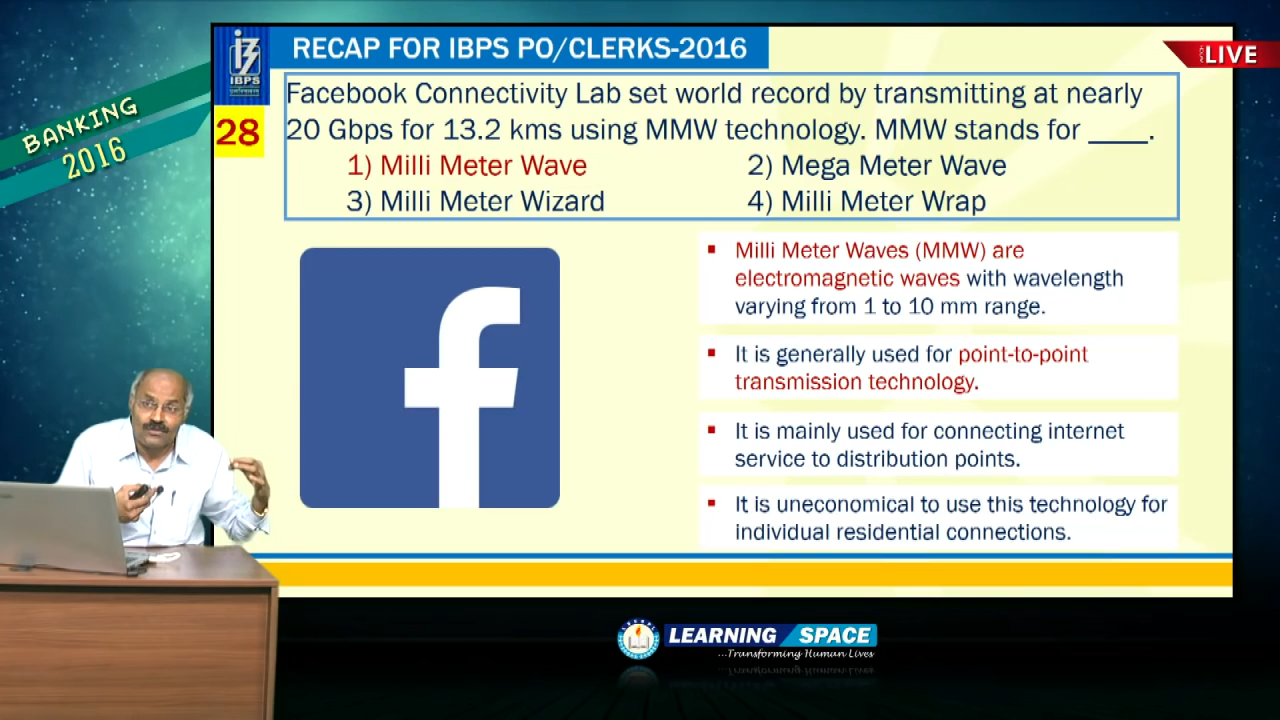 RECAP FOR IBPS PO/CLERKS-2016
IBPS
LIVE
BANKING
2016
28
Facebook Connectivity Lab set world record by transmitting at nearly
20 Gbps for 13.2 kms using MMW technology. MMW stands for ____.
1) Milli Meter Wave 2) Mega Meter Wave
3) Milli Meter Wizard 4) Milli Meter Wrap
▪ Milli Meter Waves (MMW) are
electromagnetic waves with wavelength
varying from 1 to 10 mm range.
▪ It is generally used for point-to-point
transmission technology.
▪ It is mainly used for connecting internet
service to distribution points.
▪ It is uneconomical to use this technology for
individual residential connections.
f
LEARNING SPACE
...Transforming Human Lives